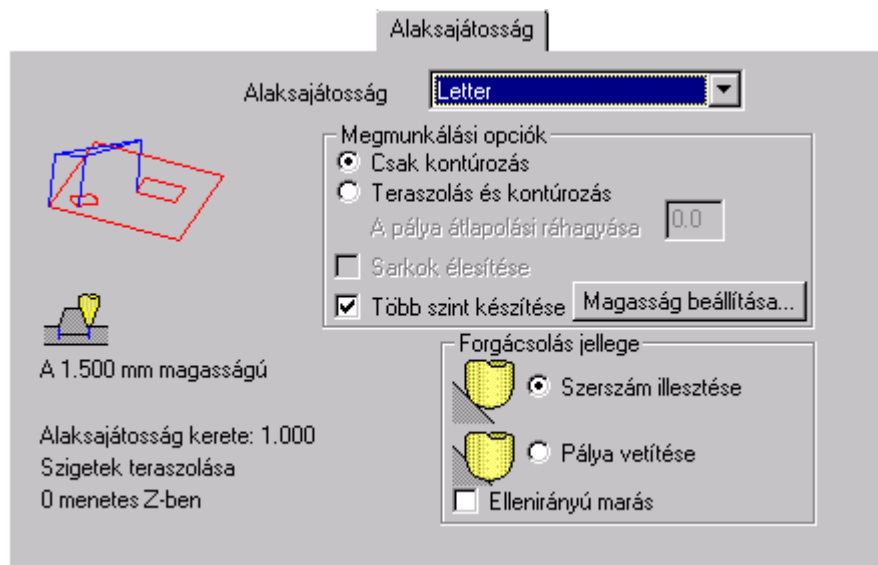 Alaksajátosság
Alaksajátosság Letter
Megmunkálási opciók
Csak kontúrozás
Teraszolás és kontúrozás
A pálya átlapolási ráhagyása 0.0
Sarkok élesítése
Több szint készítése Magasság beállítása...
Forgácsolás jellege
A 1.500 mm magasságú
Szerszám illesztése
Alaksajátosság kerete: 1.000
Szigetek teraszolása
Pálya vetítése
0 menetes Z-ben
Ellenirányú marás